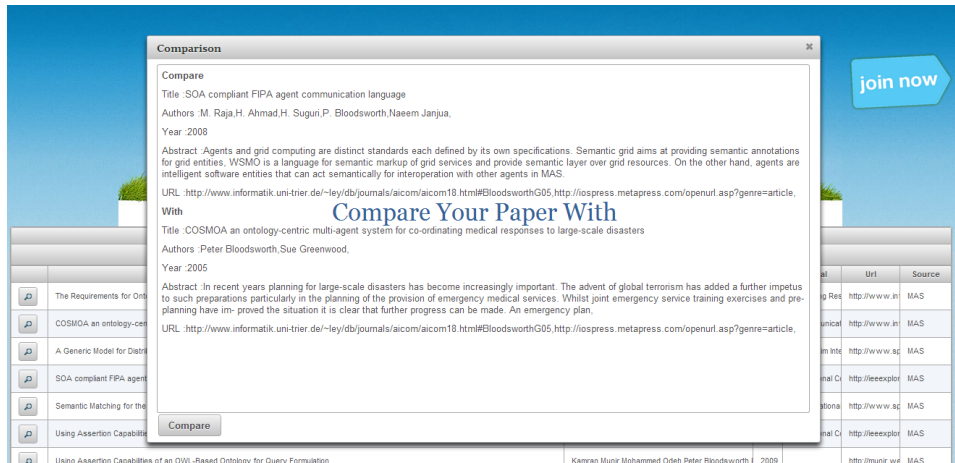 Comparison
join now
Compare
Title :SOA compliant FIPA agent communication language
Authors :M. Raja,H. Ahmad,H. Suguri,P. Bloodsworth,Naeem Janjua,
Year :2008
Abstract :Agents and grid computing are distinct standards each defined by its own specifications. Semantic grid aims at providing semantic annotations
for grid entities, WSMO is a language for semantic markup of grid services and provide semantic layer over grid resources. On the other hand, agents are
intelligent software entities that can act semantically for interoperation with other agents in MAS.
URL :http://www.informatik.uni-trier.de/~ley/db/journals/aicom/aicom18.html#BloodsworthG05,http://iospress.metapress.com/openurl.asp?genre=article,
With
Compare Your Paper With
Title :COSMOA an ontology-centric multi-agent system for co-ordinating medical responses to large-scale disasters
Authors :Peter Bloodsworth,Sue Greenwood,
Year :2005
Abstract :In recent years planning for large-scale disasters has become increasingly important. The advent of global terrorism has added a further impetus
to such preparations particularly in the planning of the provision of emergency medical services. Whilst joint emergency service training exercises and pre-
planning have im- proved the situation it is clear that further progress can be made. An emergency plan,
URL :http://www.informatik.uni-trier.de/~ley/db/journals/aicom/aicom18.html#BloodsworthG05,http://iospress.metapress.com/openurl.asp?genre=article,
Compare
al Url Source
The Requirements for Ont ng Res http://www.in MAS
COSMOA an ontology-cen unicat http://www.in MAS
A Generic Model for Distri im Inte http://www.sp MAS
SOA compliant FIPA agent onal Co http://ieeexplor MAS
Semantic Matching for the ationa http://www.sp MAS
Using Assertion Capabilitie onal Co http://ieeexplor MAS
Using Assertion Capabilities of an OWL-Based Ontology for Query Formulation Kamran Munir Mohammed Odeh Peter Bloodsworth 2009 http://munir.we MAS